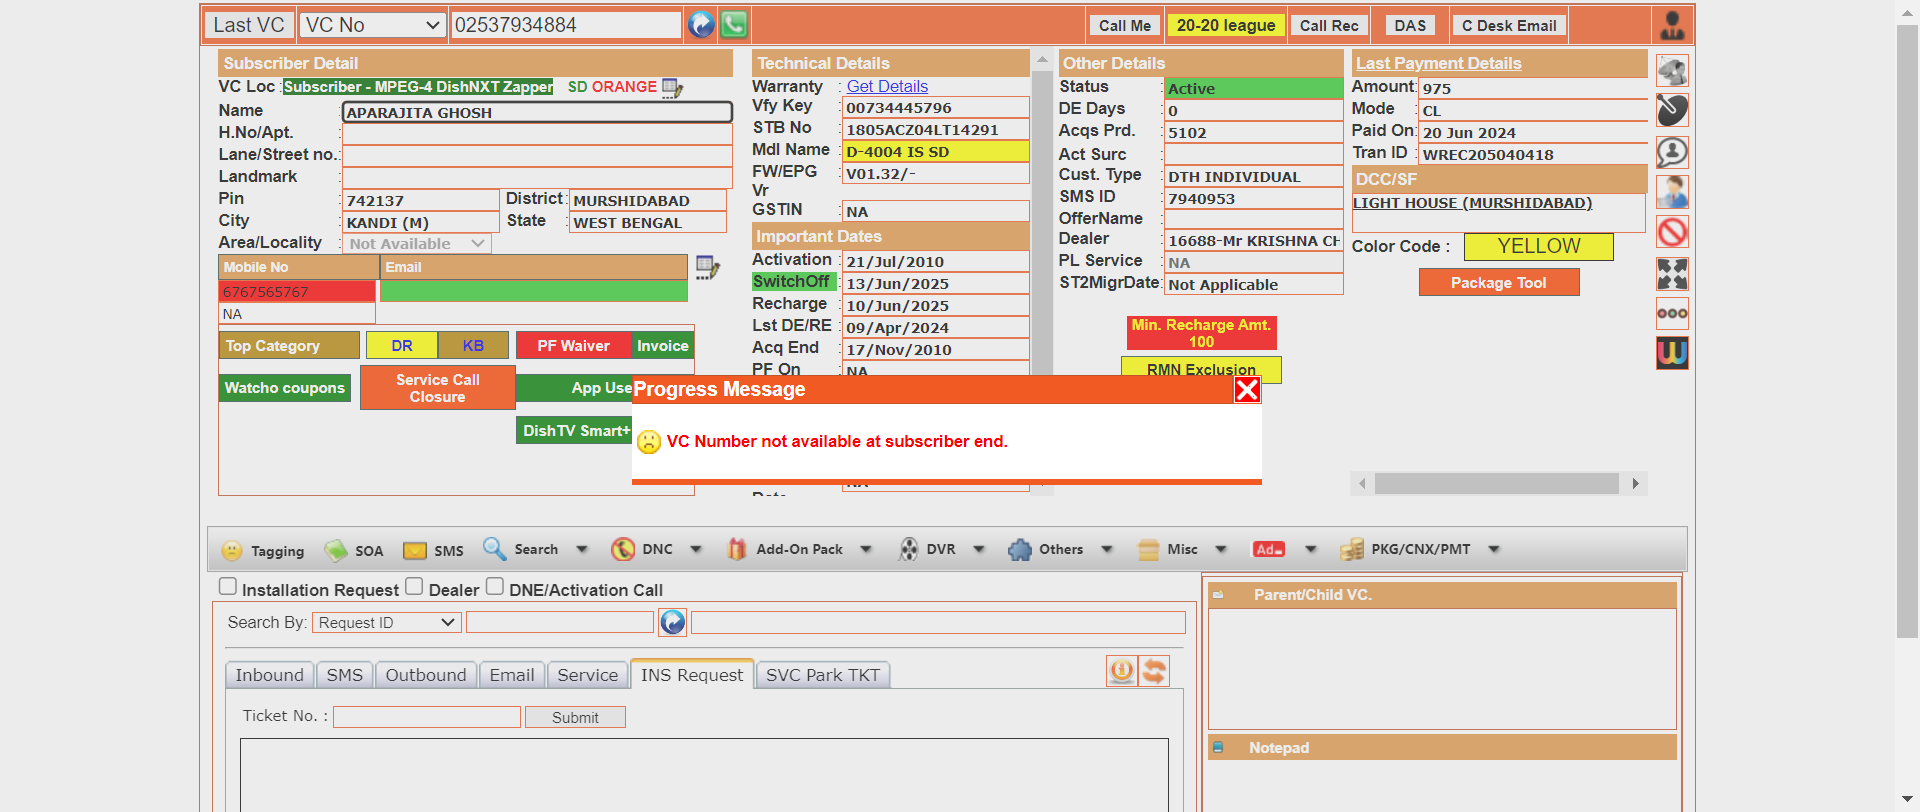 Last VC VC No 02537934884 Call Me 20-20 league Call Rec DAS C Desk Email
Subscriber Detail
VC Loc : Subscriber - MPEG-4 DishNXT Zapper SD ORANGE
Name : APARAJITA GHOSH
H.No/Apt. :
Lane/Street no. :
Landmark :
Pin : 742137 District : MURSHIDABAD
City : KANDI (M) State : WEST BENGAL
Area/Locality : Not Available
Mobile No Email
6767565767
NA
Top Category DR KB PF Waiver Invoice
Watcho coupons Service Call Closure App Use
DishTV Smart+
Technical Details
Warranty : Get Details
Vfy Key : 00734445796
STB No : 1805ACZ04LT14291
Mdl Name : D-4004 IS SD
FW/EPG Vr : V01.32/-
GSTIN : NA
Important Dates
Activation : 21/Jul/2010
SwitchOff : 13/Jun/2025
Recharge : 10/Jun/2025
Lst DE/RE : 09/Apr/2024
Acq End : 17/Nov/2010
PF On : NA
Other Details
Status : Active
DE Days : 0
Acqs Prd. : 5102
Act Surc :
Cust. Type : DTH INDIVIDUAL
SMS ID : 7940953
OfferName :
Dealer : 16688-Mr KRISHNA CH
PL Service : NA
ST2MigrDate: Not Applicable
Min. Recharge Amt.
100
RMN Exclusion
Last Payment Details
Amount: 975
Mode : CL
Paid On: 20 Jun 2024
Tran ID : WREC205040418
DCC/SF
LIGHT HOUSE (MURSHIDABAD)
Color Code : YELLOW
Package Tool
Progress Message
VC Number not available at subscriber end.
Tagging SOA SMS Search DNC Add-On Pack DVR Others Misc Ad PKG/CNX/PMT
Installation Request Dealer DNE/Activation Call
Search By: Request ID
Inbound SMS Outbound Email Service INS Request SVC Park TKT
Ticket No. : Submit
Parent/Child VC.
Notepad